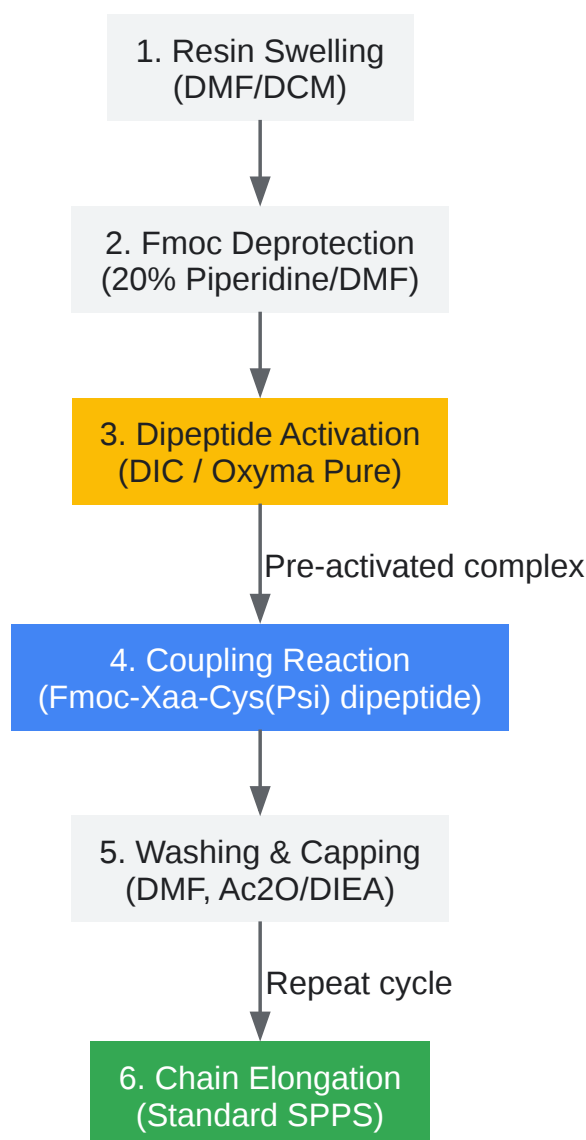 1. Resin Swelling
(DMF/DCM)
2. Fmoc Deprotection
(20% Piperidine/DMF)
3. Dipeptide Activation
(DIC / Oxyma Pure)
Pre-activated complex
4. Coupling Reaction
(Fmoc-Xaa-Cys(Psi) dipeptide)
5. Washing & Capping
(DMF, Ac2O/DIEA)
Repeat cycle
6. Chain Elongation
(Standard SPPS)